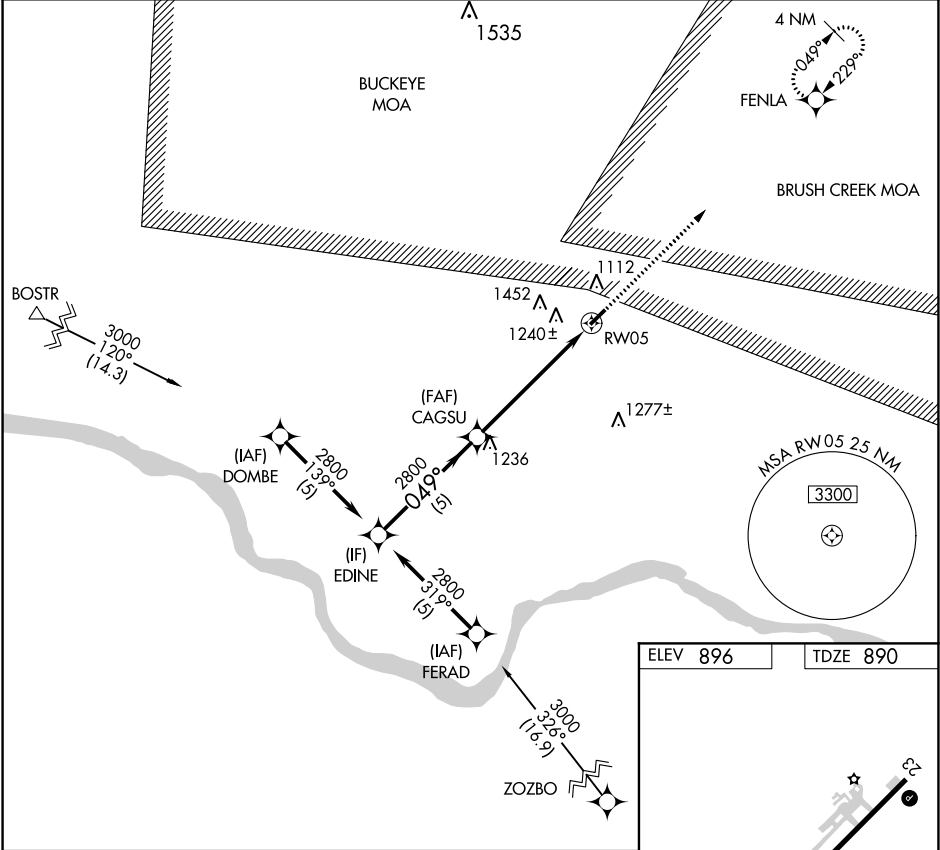 1535
4 NM
049°
229°
FENLA
BUCKEYE
MOA
BRUSH CREEK MOA
1112
1452
1240±
RW05
BOSTR
3000
120°
(14.3)
(FAF)
CAGSU
1277±
1236
(IAF)
DOMBE
2800
139°
(5)
2800
049°
(5)
MSA RW05 25 NM
3300
(IF)
EDINE
2800
319°
(5)
(IAF)
FERAD
3000
326°
(16.9)
ZOZBO
ELEV 896
TDZE 890
23
P